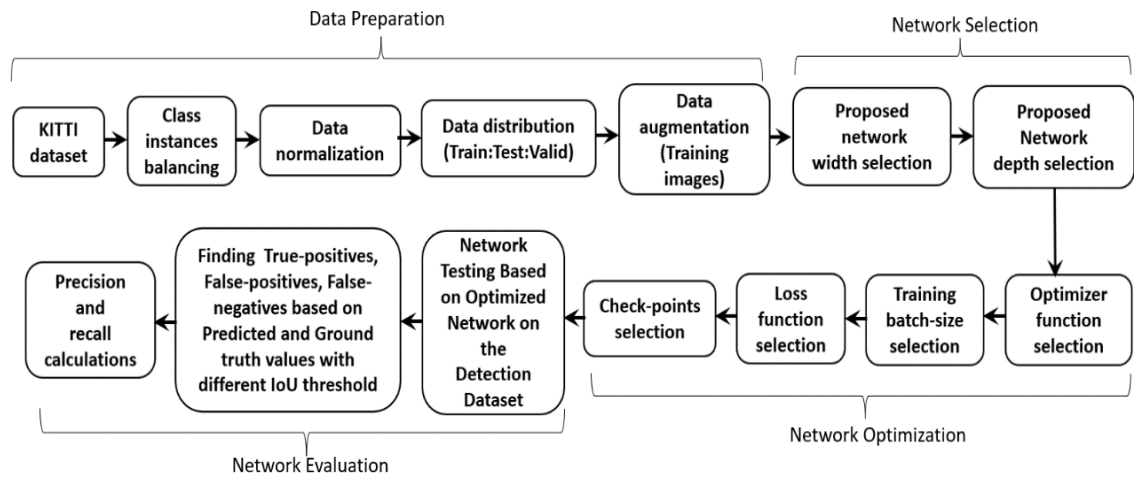 Data Preparation
Network Selection
KITTI
dataset
Class
instances
balancing
Data
normalization
Data distribution
(Train:Test:Valid)
Data
augmentation
(Training
images)
Proposed
network
width selection
Proposed
Network
depth selection
Optimizer
function
selection
Training
batch-size
selection
Loss
function
selection
Check-points
selection
Network
Testing Based
on Optimized
Network on
the
Detection
Dataset
Finding True-positives,
False-positives, False-
negatives based on
Predicted and Ground
truth values with
different IoU threshold
Precision
and
recall
calculations
Network Optimization
Network Evaluation